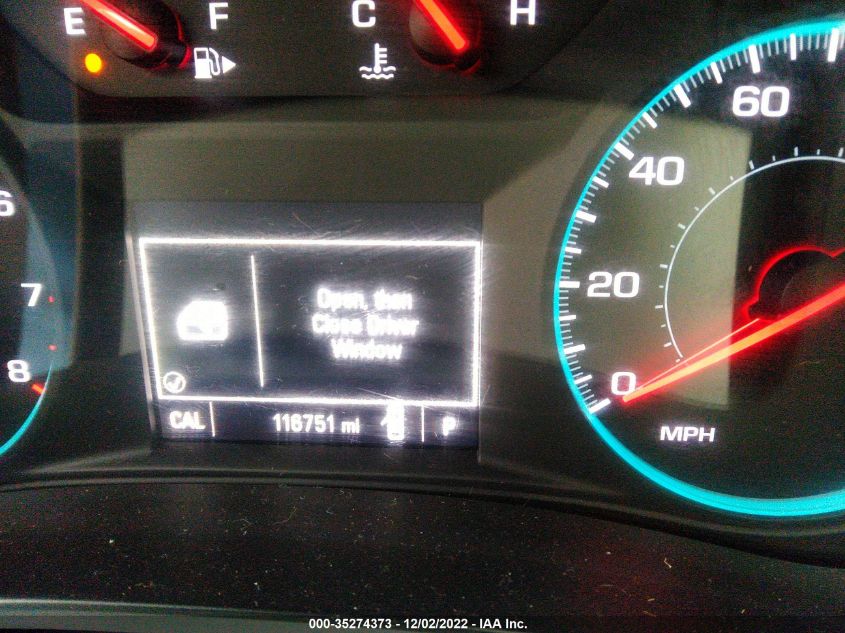 E F C H
60
40
20
0
MPH
6
7
8
Open, then
Close Driver
Window
CAL 116751 mi P
000-35274373 - 12/02/2022 - IAA Inc.